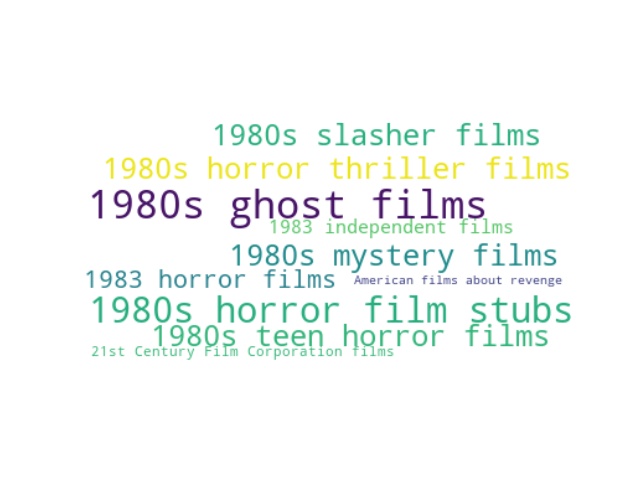 1980s slasher films
1980s horror thriller films
1980s ghost films
1983 independent films
1980s mystery films
1983 horror films
American films about revenge
1980s horror film stubs
1980s teen horror films
21st Century Film Corporation films